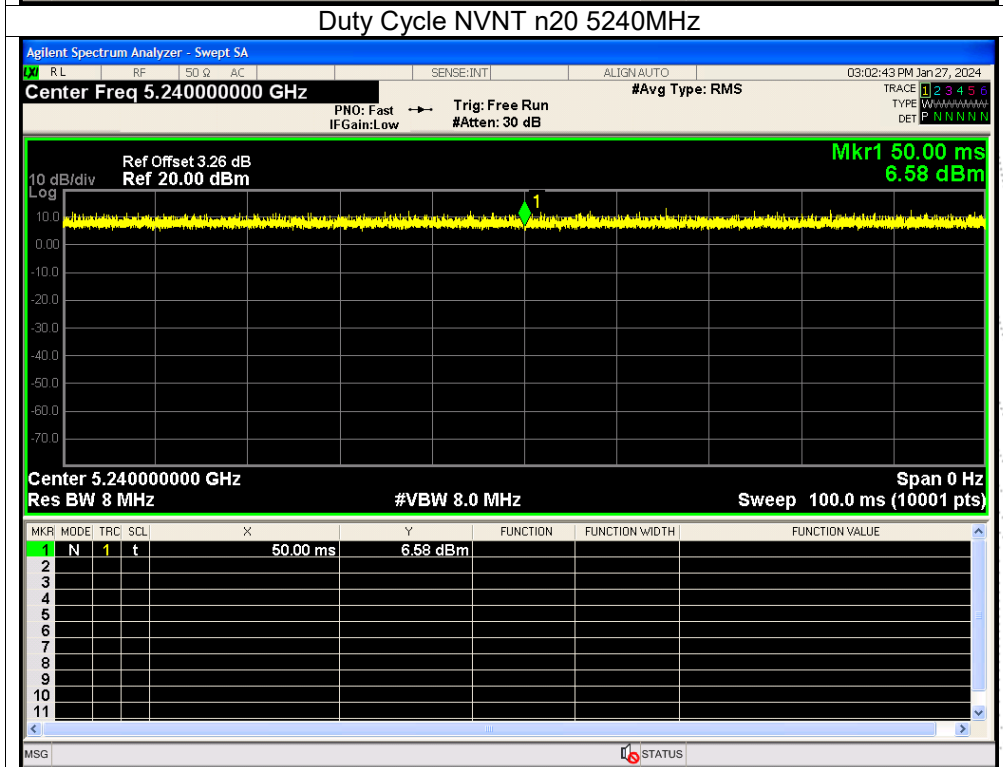 Duty Cycle NVNT n20 5240MHz
Agilent Spectrum Analyzer - Swept SA
LXI RL RF 50 Ω AC SENSE:INT ALIGN AUTO 03:02:43 PM Jan 27, 2024
Center Freq 5.240000000 GHz #Avg Type: RMS TRACE 1 2 3 4 5 6
PNO: Fast Trig: Free Run TYPE WWWWWW
IFGain:Low #Atten: 30 dB DET P N N N N N
Mkr1 50.00 ms
Ref Offset 3.26 dB
10 dB/div Ref 20.00 dBm 6.58 dBm
Log
1
10.0
0.00
-10.0
-20.0
-30.0
-40.0
-50.0
-60.0
-70.0
Center 5.240000000 GHz Span 0 Hz
Res BW 8 MHz #VBW 8.0 MHz Sweep 100.0 ms (10001 pts)
MKR MODE TRC SCL X Y FUNCTION FUNCTION WIDTH FUNCTION VALUE
1 N 1 t 50.00 ms 6.58 dBm
2
3
4
5
6
7
8
9
10
11
MSG STATUS